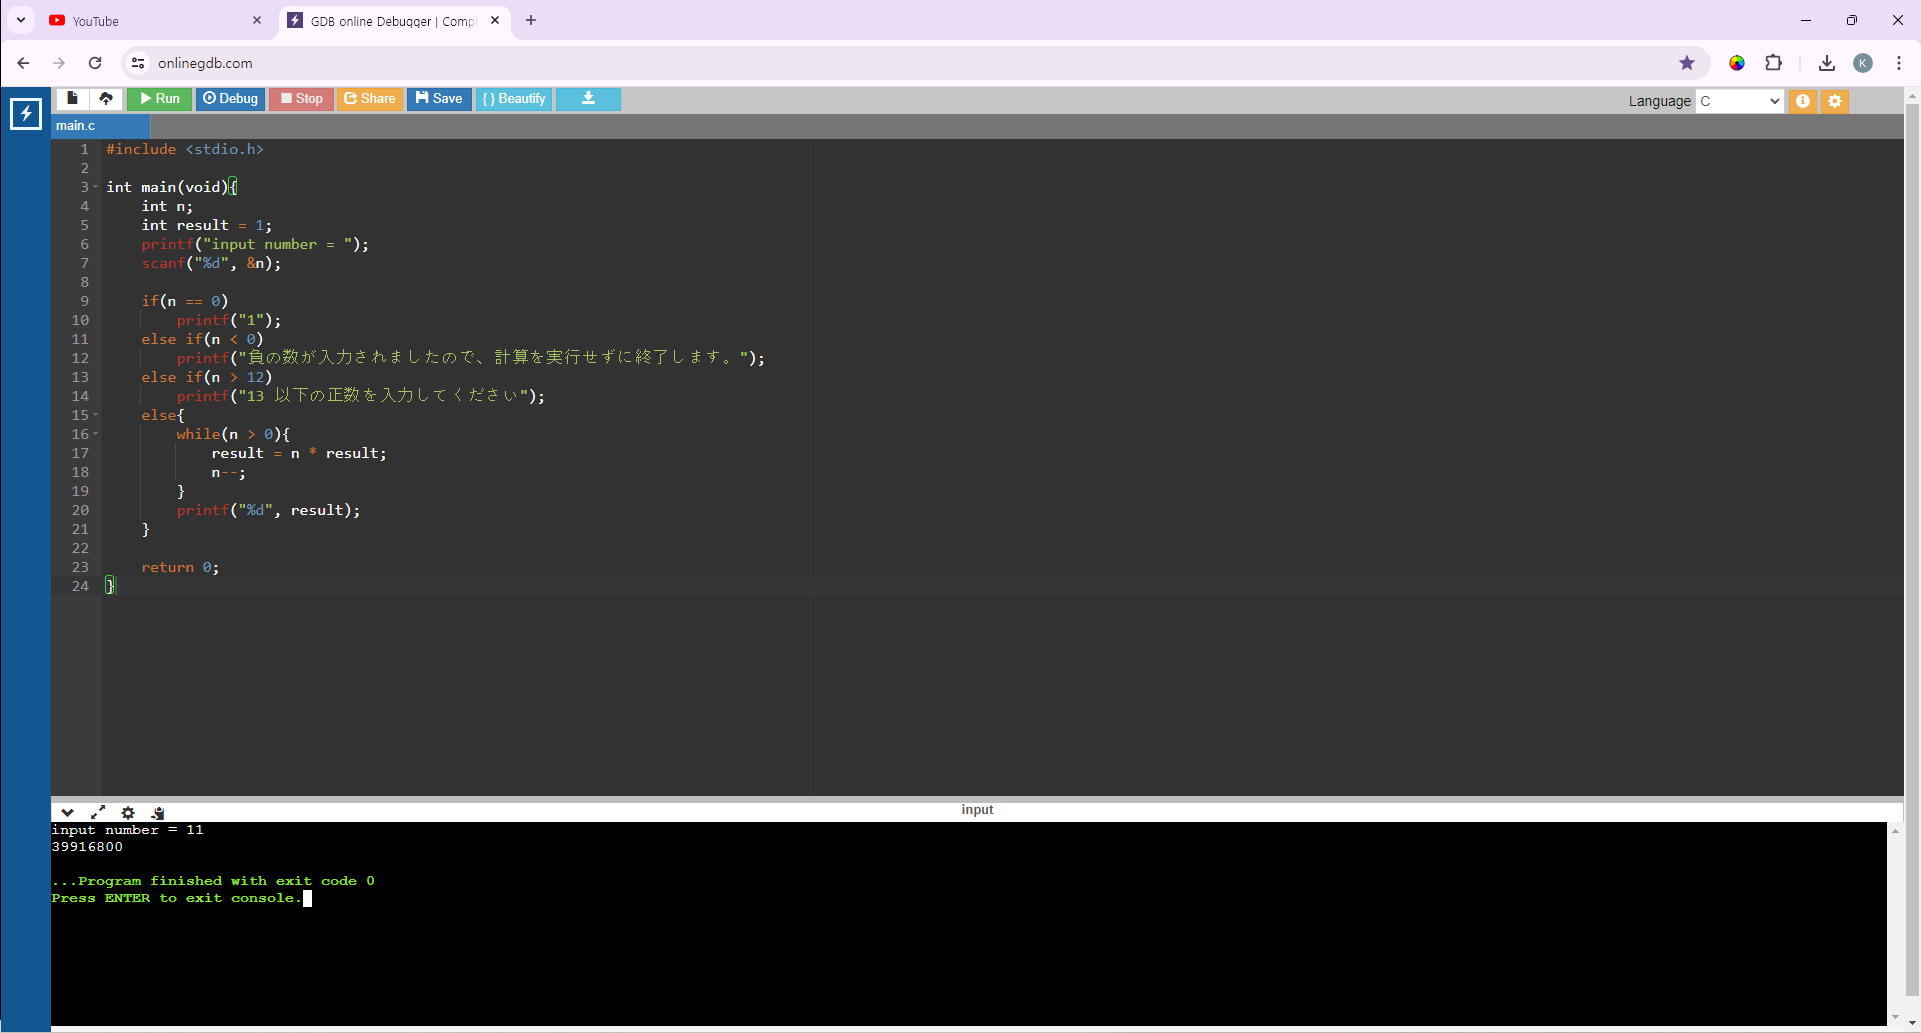 YouTube
GDB online Debugger | Comp
onlinegdb.com
Run Debug Stop Share Save { } Beautify
Language C
main.c
1 #include <stdio.h>
2
3 int main(void){
4 int n;
5 int result = 1;
6 printf("input number = ");
7 scanf("%d", &n);
8
9 if(n == 0)
10 printf("1");
11 else if(n < 0)
12 printf("負の数が入力されましたので、計算を実行せずに終了します。");
13 else if(n > 12)
14 printf("13 以下の正数を入力してください");
15 else{
16 while(n > 0){
17 result = n * result;
18 n--;
19 }
20 printf("%d", result);
21 }
22
23 return 0;
24 }
input
input number = 11
39916800
...Program finished with exit code 0
Press ENTER to exit console.
K